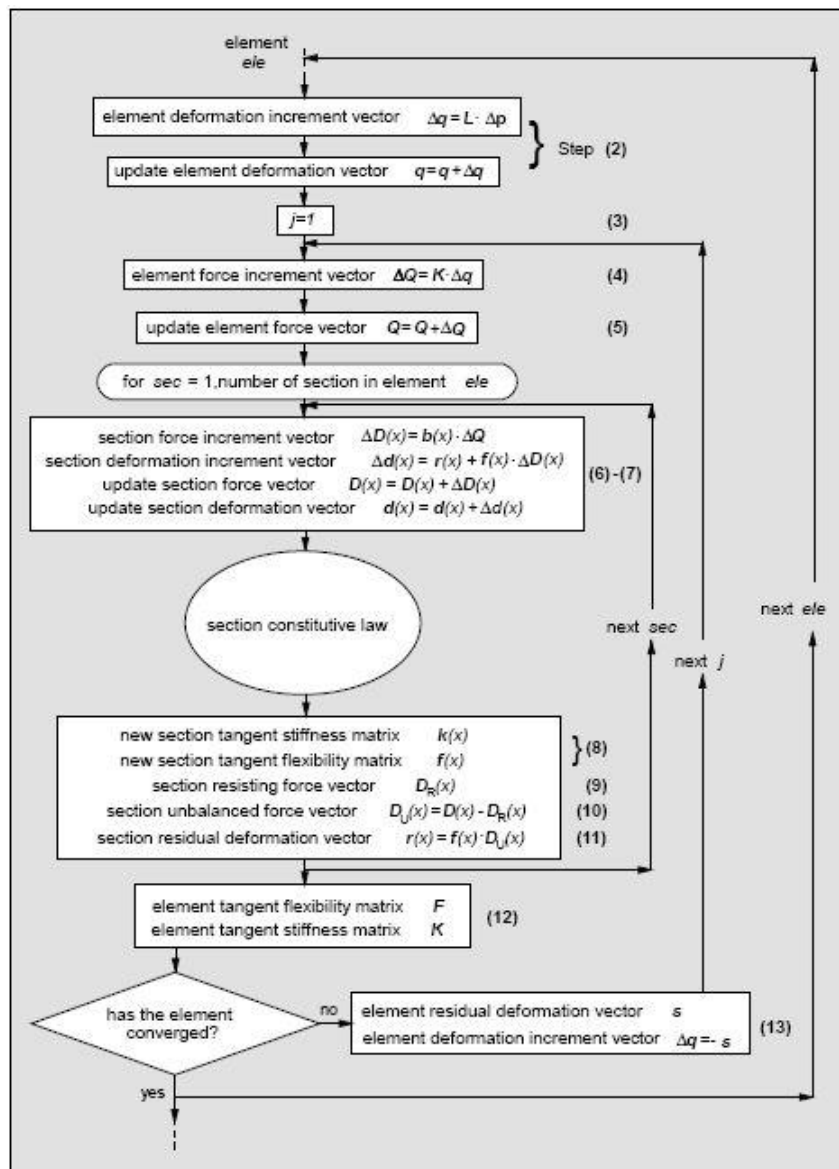 element
ele
element deformation increment vector Δq = L· Δp
} Step (2)
update element deformation vector q = q + Δq
j=1 (3)
element force increment vector ΔQ = K·Δq (4)
update element force vector Q = Q + ΔQ (5)
for sec = 1,number of section in element ele
section force increment vector ΔD(x) = b(x) · ΔQ
section deformation increment vector Δd(x) = r(x) + f(x) · ΔD(x)
update section force vector D(x) = D(x) + ΔD(x)
update section deformation vector d(x) = d(x) + Δd(x)
(6)-(7)
section constitutive law
next sec
next j
next ele
new section tangent stiffness matrix k(x)
new section tangent flexibility matrix f(x)
} (8)
section resisting force vector D_R(x) (9)
section unbalanced force vector D_U(x) = D(x) - D_R(x) (10)
section residual deformation vector r(x) = f(x) · D_U(x) (11)
element tangent flexibility matrix F
element tangent stiffness matrix K
(12)
has the element
converged?
no
element residual deformation vector s
element deformation increment vector Δq = - s
(13)
yes